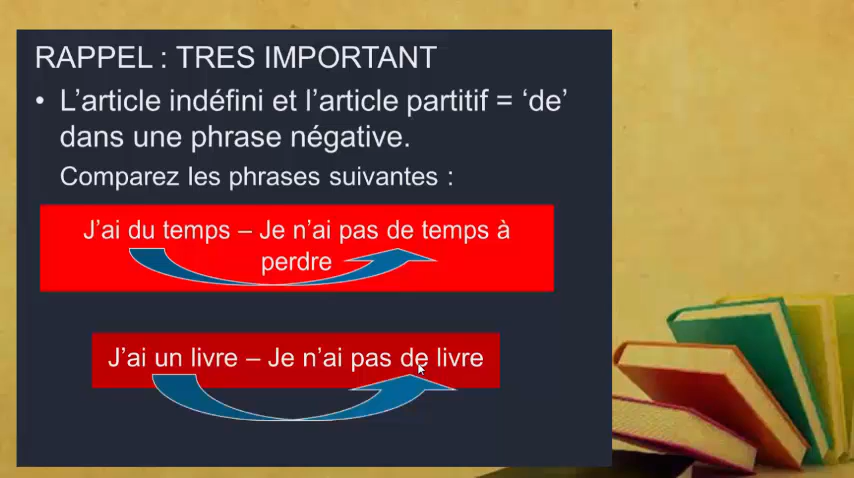 RAPPEL : TRES IMPORTANT
• L’article indéfini et l’article partitif = ‘de’
dans une phrase négative.
Comparez les phrases suivantes :
J’ai du temps – Je n’ai pas de temps à
perdre
J’ai un livre – Je n’ai pas de livre